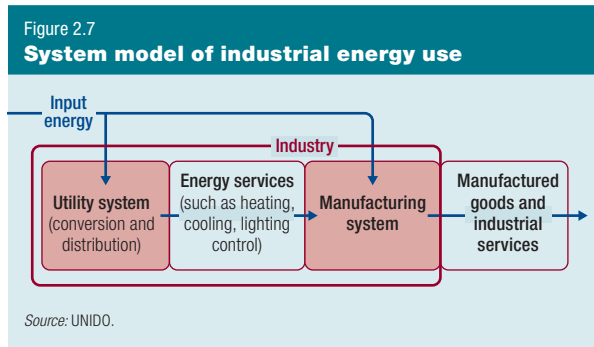 Figure 2.7
System model of industrial energy use
Input
energy
Industry
Utility system
(conversion and
distribution)
Energy services
(such as heating,
cooling, lighting
control)
Manufacturing
system
Manufactured
goods and
industrial
services
Source: UNIDO.